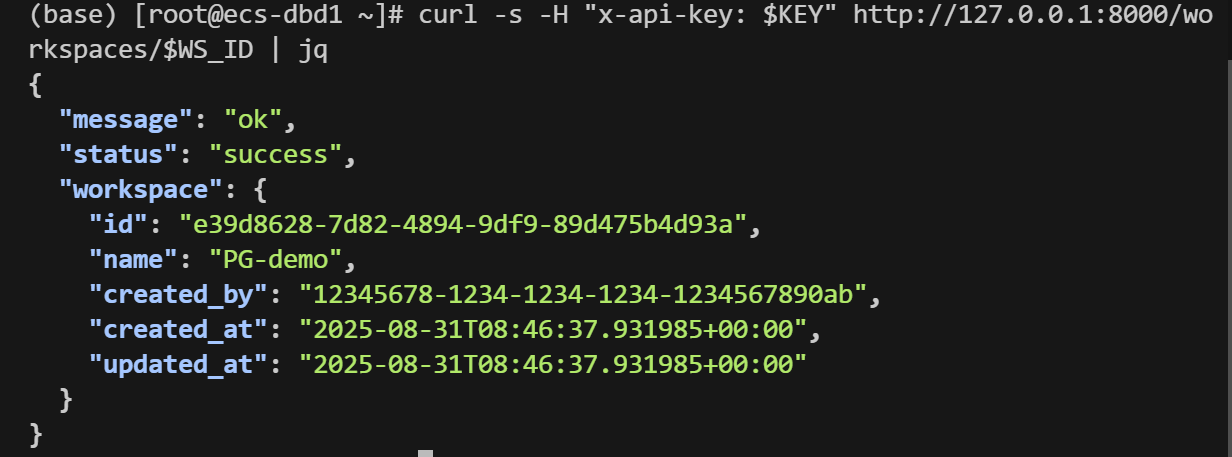 (base) [root@ecs-dbd1 ~]# curl -s -H "x-api-key: $KEY" http://127.0.0.1:8000/wo
rkspaces/$WS_ID | jq
{
  "message": "ok",
  "status": "success",
  "workspace": {
    "id": "e39d8628-7d82-4894-9df9-89d475b4d93a",
    "name": "PG-demo",
    "created_by": "12345678-1234-1234-1234-1234567890ab",
    "created_at": "2025-08-31T08:46:37.931985+00:00",
    "updated_at": "2025-08-31T08:46:37.931985+00:00"
  }
}